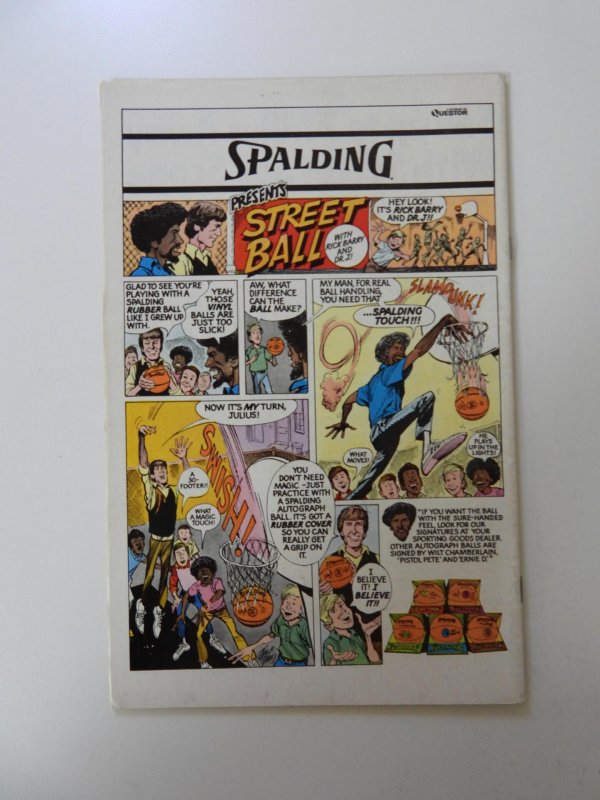 QUESTOR
SPALDING
PRESENTS
STREET
BALL
WITH
RICK BARRY
AND
DR. J!
HEY LOOK!
IT'S RICK BARRY
AND DR. J!!
GLAD TO SEE YOU'RE
PLAYING WITH A
SPALDING
RUBBER BALL
LIKE I GREW UP
WITH.
YEAH,
THOSE
VINYL
BALLS ARE
JUST TOO
SLICK!
AW, WHAT
DIFFERENCE
CAN THE
BALL MAKE?
MY MAN, FOR REAL
BALL HANDLING,
YOU NEED THAT
...SPALDING
TOUCH!!!
SLAM DUNK!
WHAT
MOVES!
HE
PLAYS
UP IN THE
LIGHTS!
NOW IT'S MY TURN,
JULIUS!
A
30-
FOOTER!!
WHAT
A MAGIC
TOUCH!
SWISH!
YOU
DON'T NEED
MAGIC -JUST
PRACTICE WITH
A SPALDING
AUTOGRAPH
BALL. IT'S GOT A
RUBBER COVER
SO YOU CAN
REALLY GET
A GRIP ON
IT.
I
BELIEVE
IT! I
BELIEVE
IT!!
"IF YOU WANT THE BALL
WITH THE SURE-HANDED
FEEL, LOOK FOR OUR
SIGNATURES AT YOUR
SPORTING GOODS DEALER.
OTHER AUTOGRAPH BALLS ARE
SIGNED BY WILT CHAMBERLAIN,
'PISTOL PETE' AND 'ERNIE D.'"